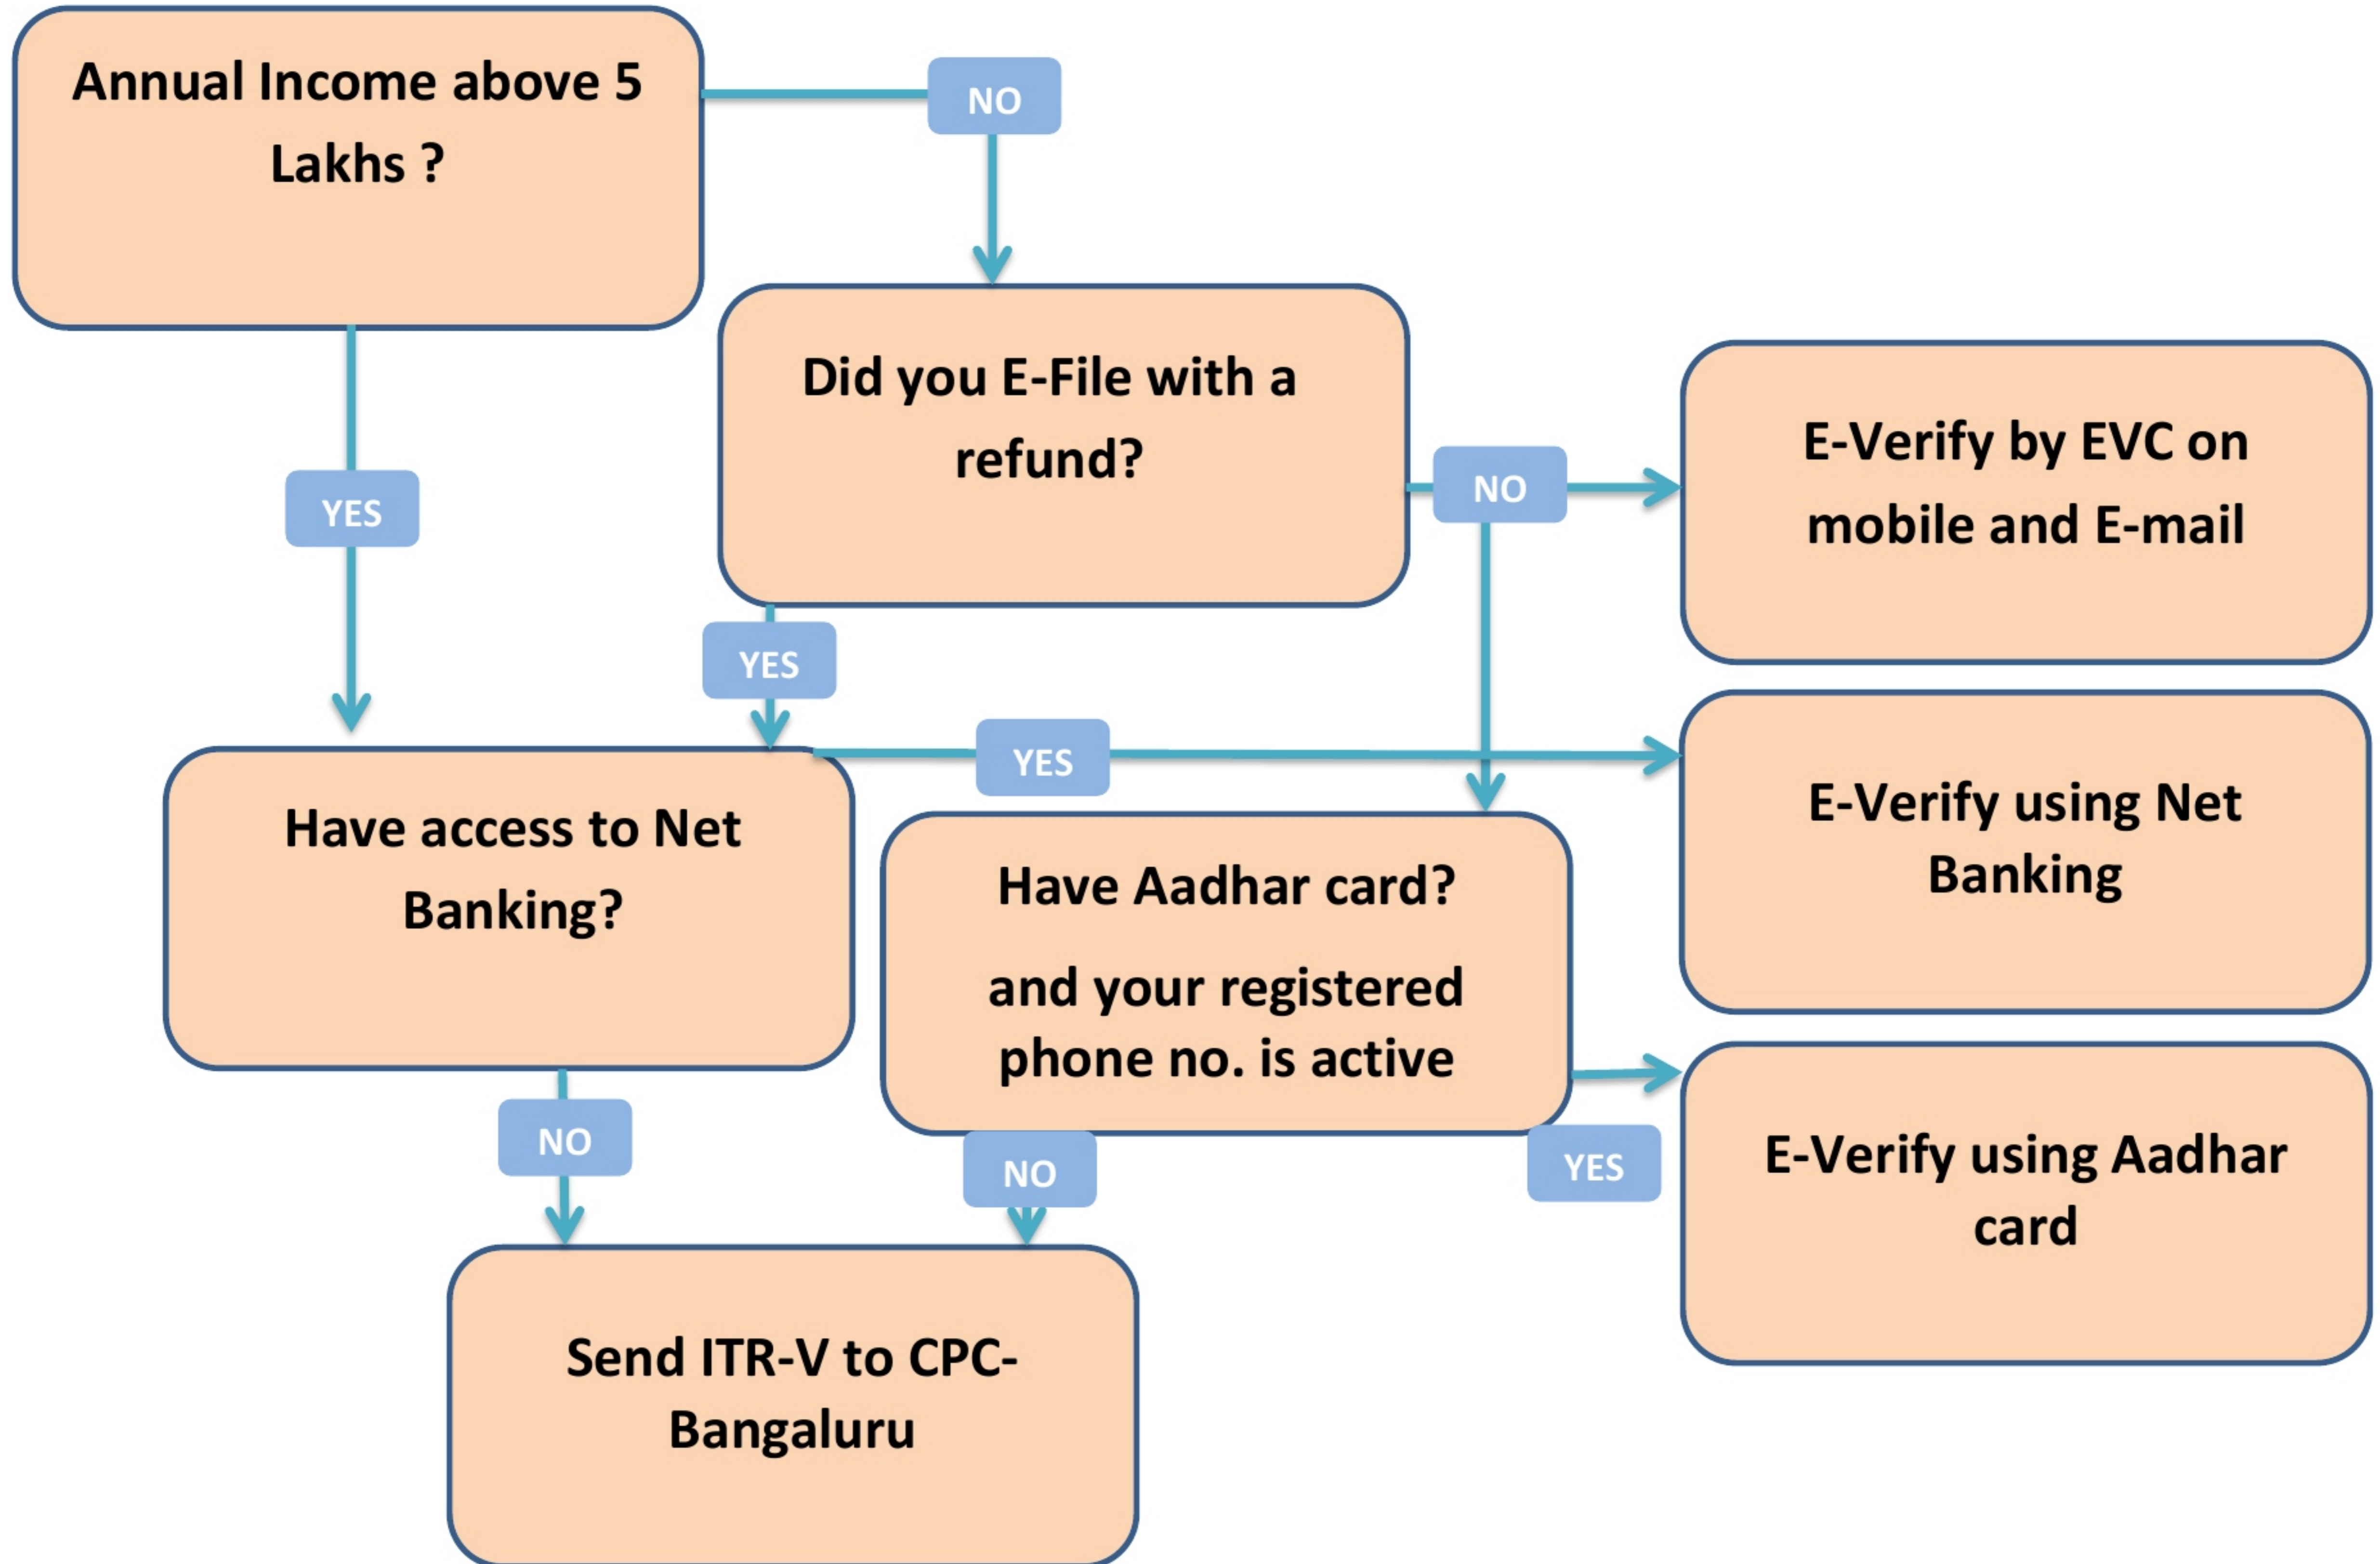 Annual Income above 5
Lakhs ?
NO
Did you E-File with a
refund?
NO
E-Verify by EVC on
mobile and E-mail
YES
YES
YES
Have access to Net
Banking?
E-Verify using Net
Banking
Have Aadhar card?
and your registered
phone no. is active
NO
NO
YES
E-Verify using Aadhar
card
Send ITR-V to CPC-
Bangaluru